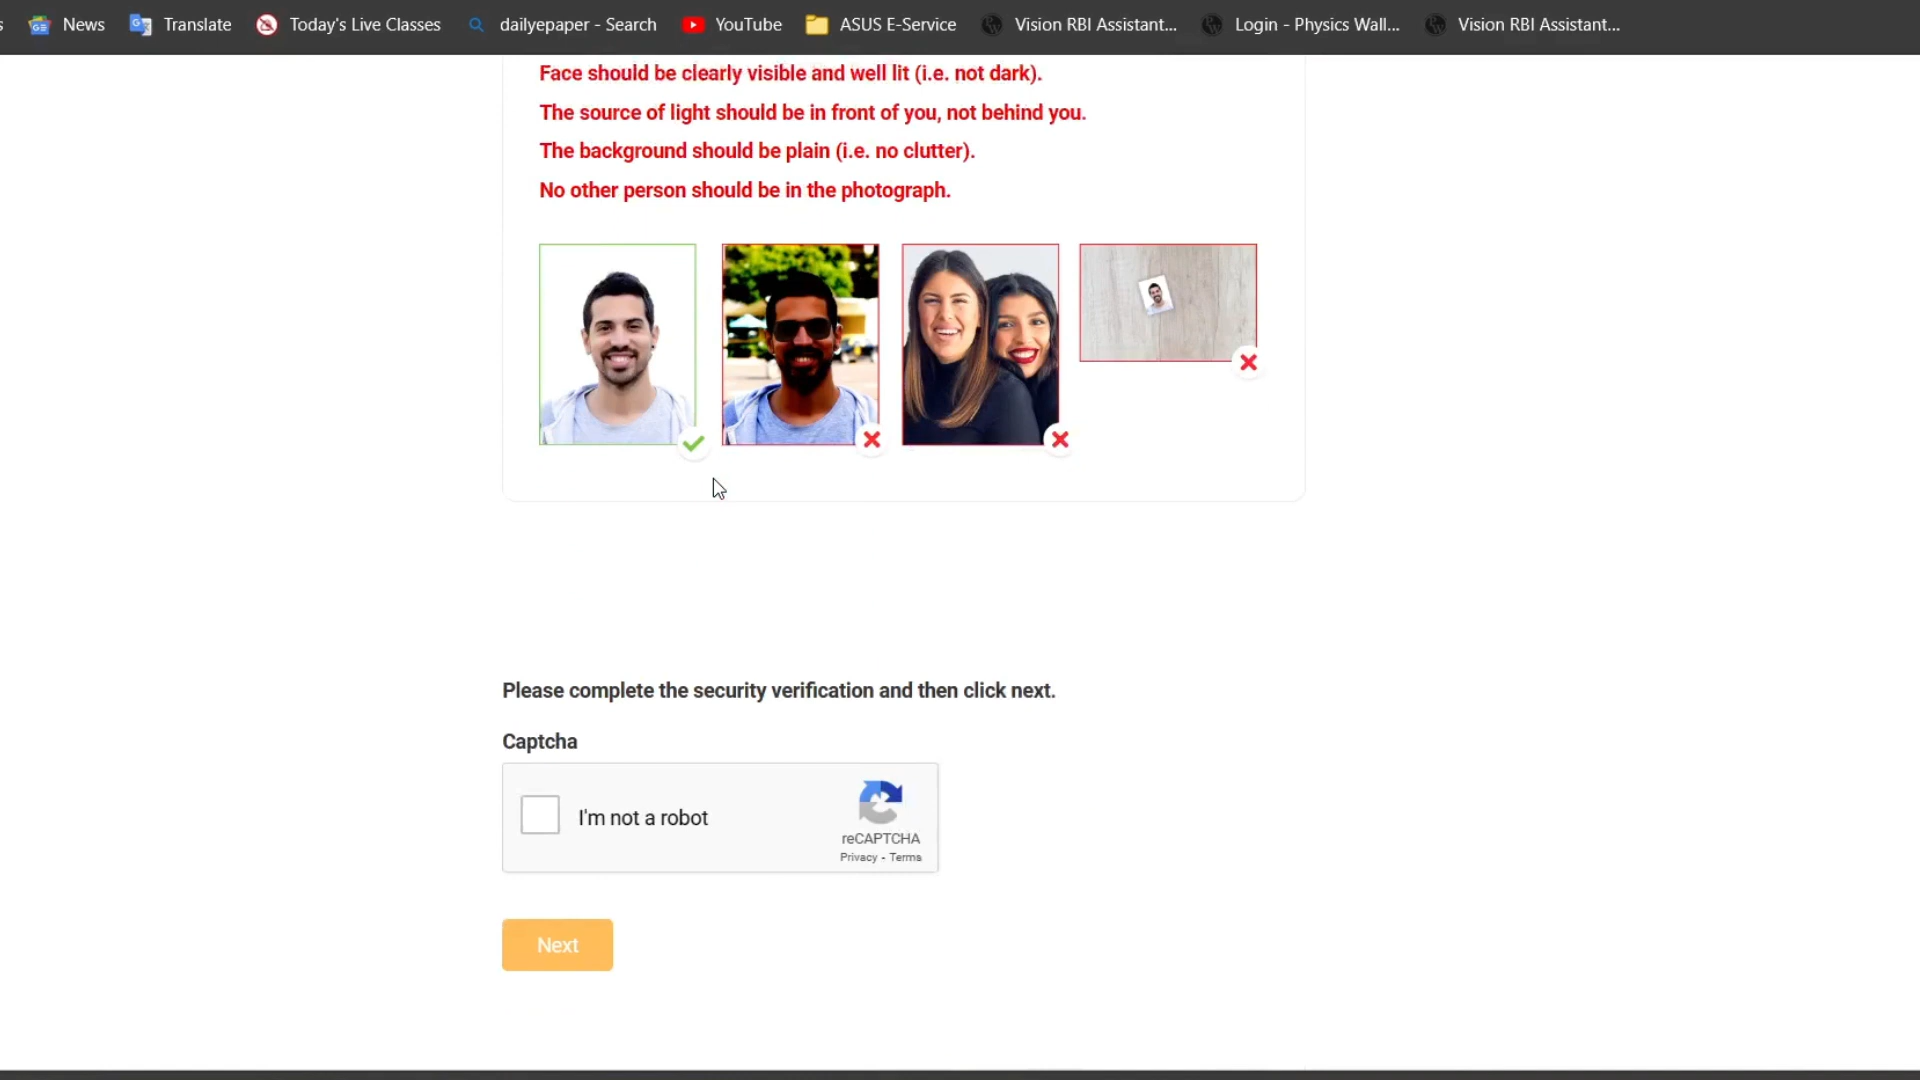 News
Translate
Today's Live Classes
dailyepaper - Search
YouTube
ASUS E-Service
Vision RBI Assistant...
Login - Physics Wall...
Vision RBI Assistant...
Face should be clearly visible and well lit (i.e. not dark).
The source of light should be in front of you, not behind you.
The background should be plain (i.e. no clutter).
No other person should be in the photograph.
Please complete the security verification and then click next.
Captcha
I'm not a robot
reCAPTCHA
Privacy - Terms
Next